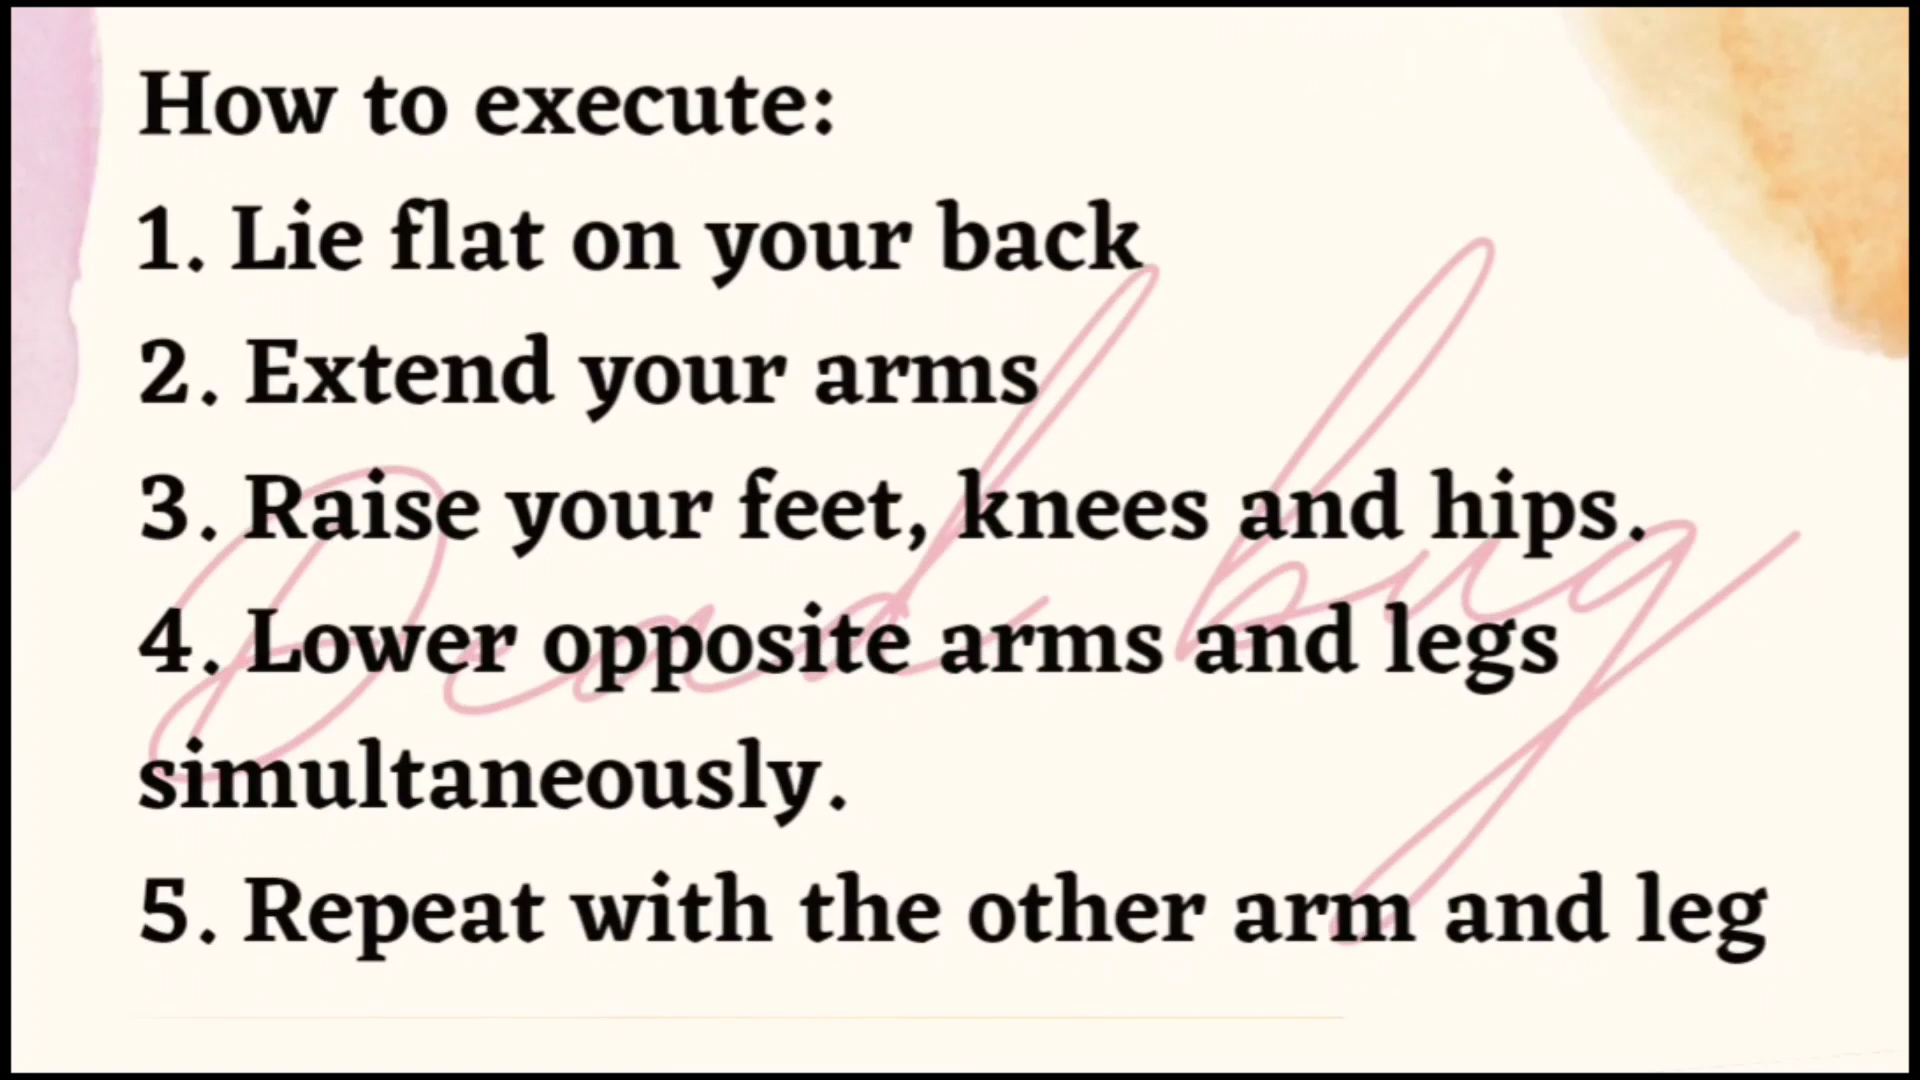 How to execute:
1. Lie flat on your back
2. Extend your arms
3. Raise your feet, knees and hips.
4. Lower opposite arms and legs
simultaneously.
5. Repeat with the other arm and leg
Dead bug